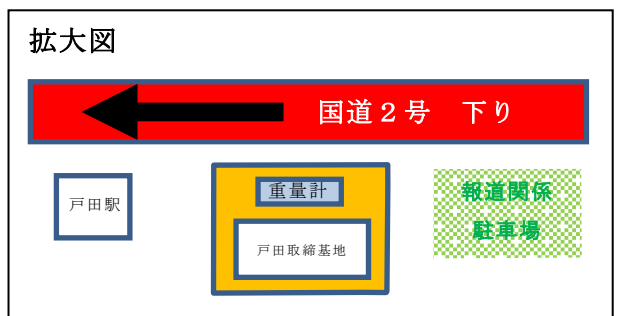 拡大図
国道２号　下り
戸田駅
重量計
戸田取締基地
報道関係
駐車場